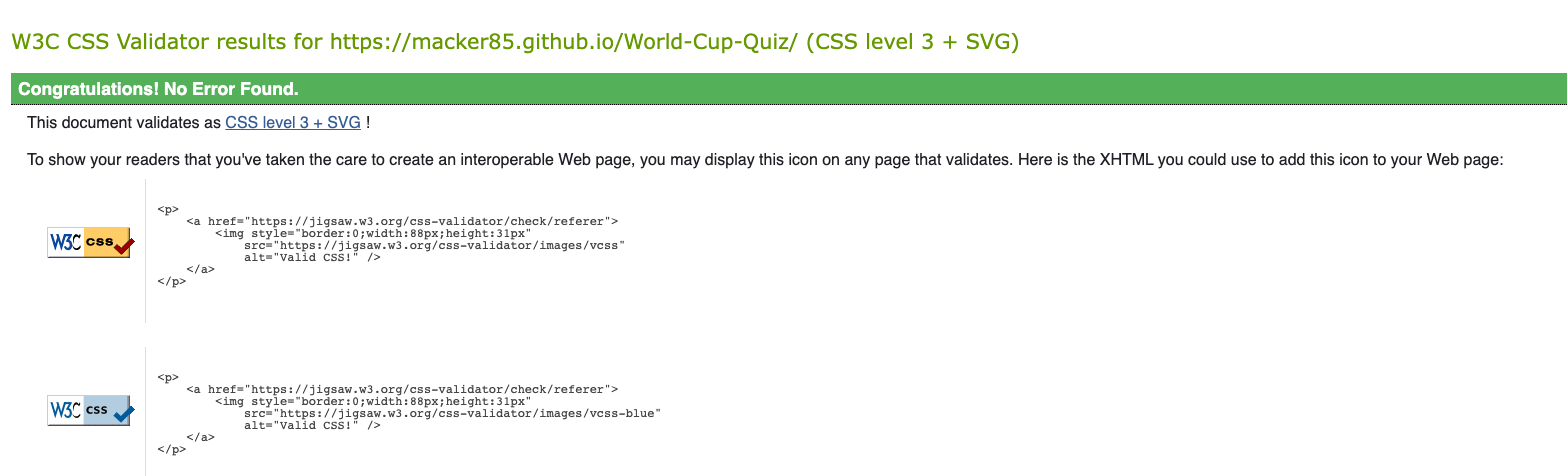 W3C CSS Validator results for https://macker85.github.io/World-Cup-Quiz/ (CSS level 3 + SVG)
Congratulations! No Error Found.
This document validates as CSS level 3 + SVG !
To show your readers that you've taken the care to create an interoperable Web page, you may display this icon on any page that validates. Here is the XHTML you could use to add this icon to your Web page:
W3C css
<p>
    <a href="https://jigsaw.w3.org/css-validator/check/referer">
        <img style="border:0;width:88px;height:31px"
            src="https://jigsaw.w3.org/css-validator/images/vcss"
            alt="Valid CSS!" />
    </a>
</p>
W3C css
<p>
    <a href="https://jigsaw.w3.org/css-validator/check/referer">
        <img style="border:0;width:88px;height:31px"
            src="https://jigsaw.w3.org/css-validator/images/vcss-blue"
            alt="Valid CSS!" />
    </a>
</p>